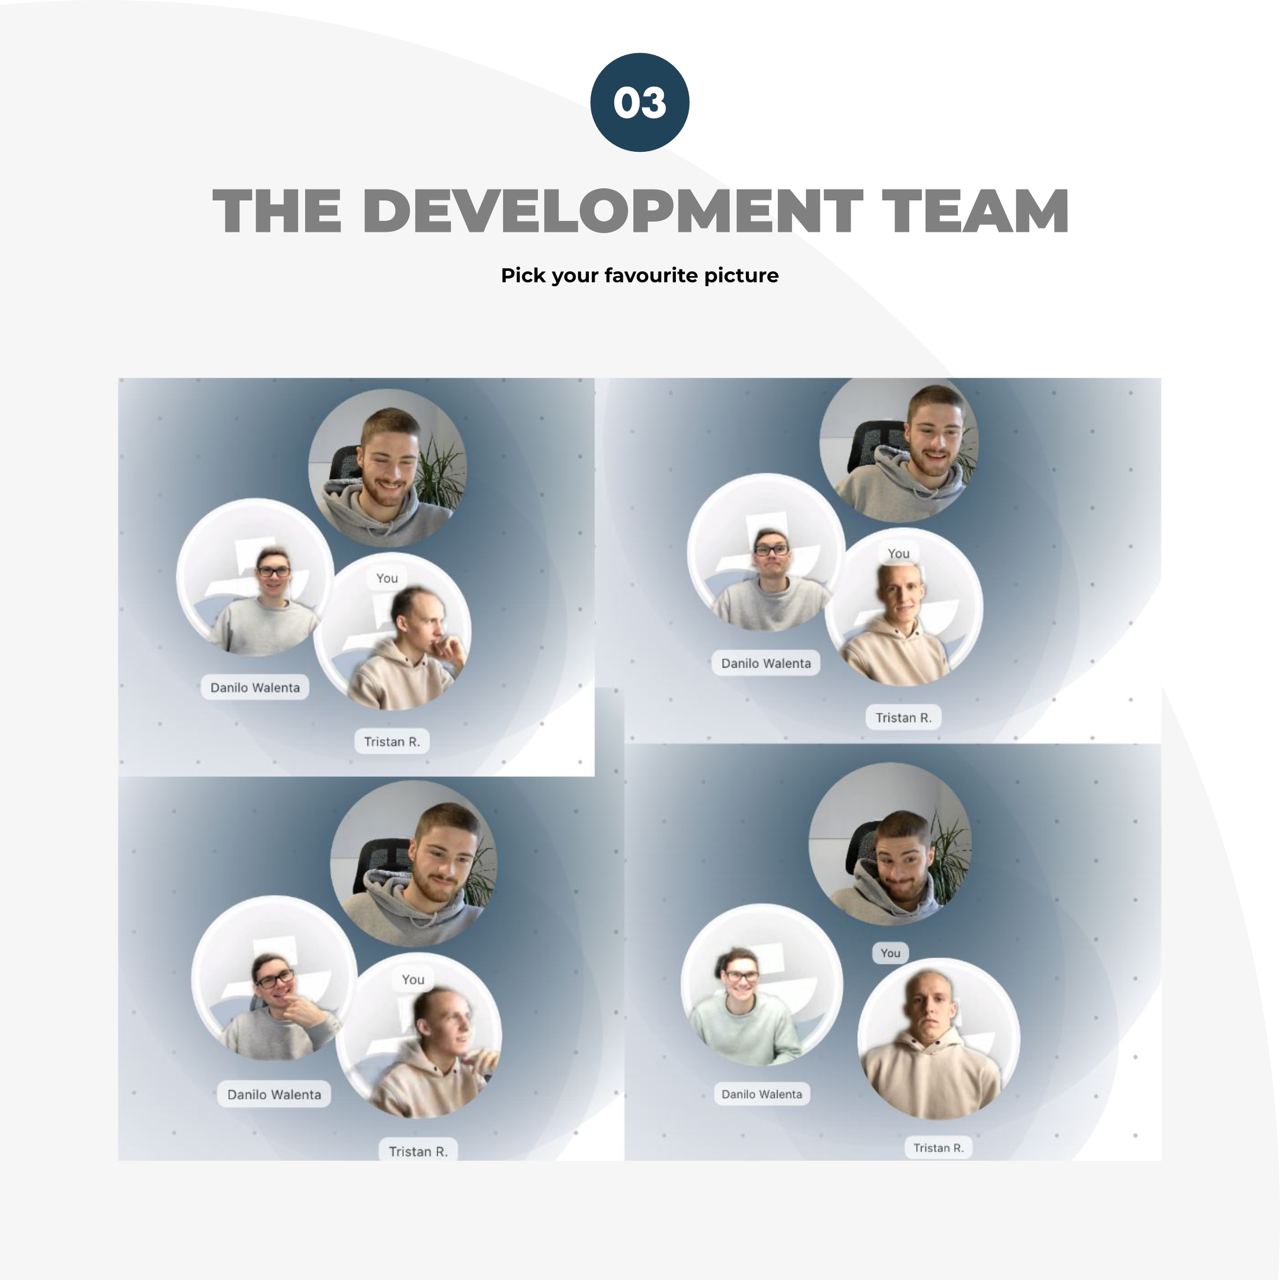 03
THE DEVELOPMENT TEAM
Pick your favourite picture
You
Danilo Walenta
Tristan R.
You
Danilo Walenta
Tristan R.
You
Danilo Walenta
Tristan R.
You
Danilo Walenta
Tristan R.